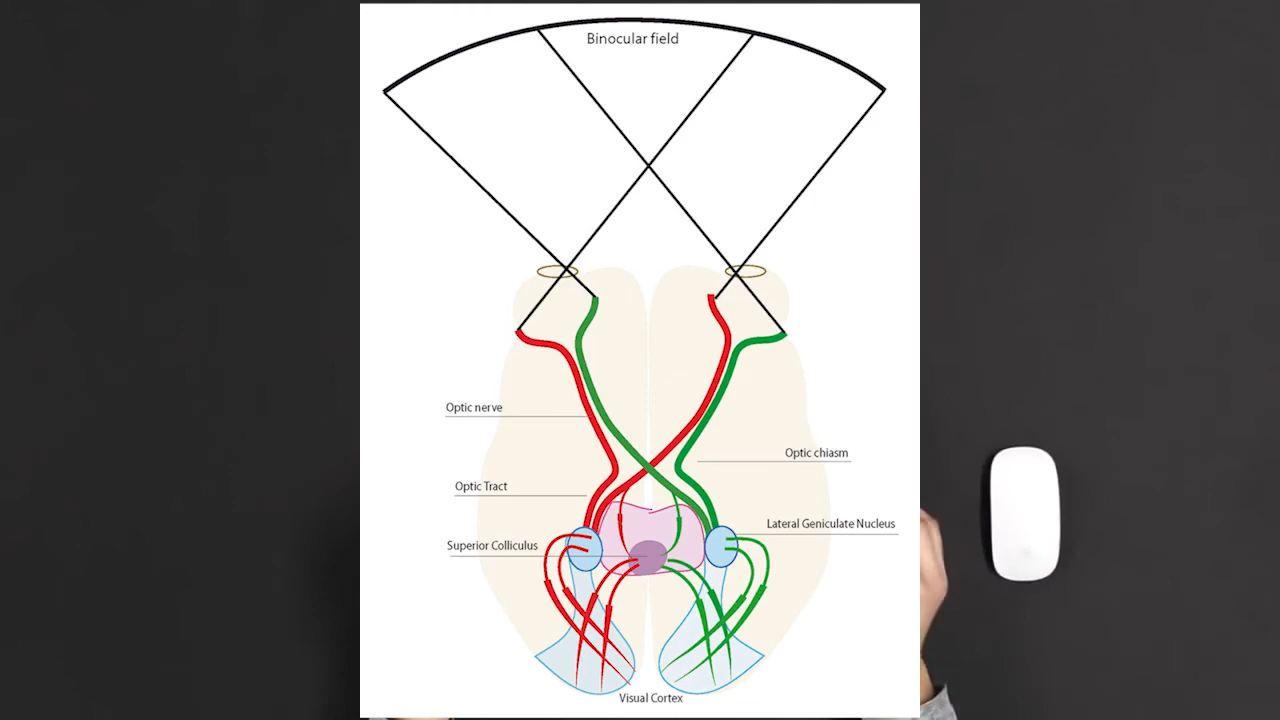 Binocular field
Optic nerve
Optic chiasm
Optic Tract
Lateral Geniculate Nucleus
Superior Colliculus
Visual Cortex